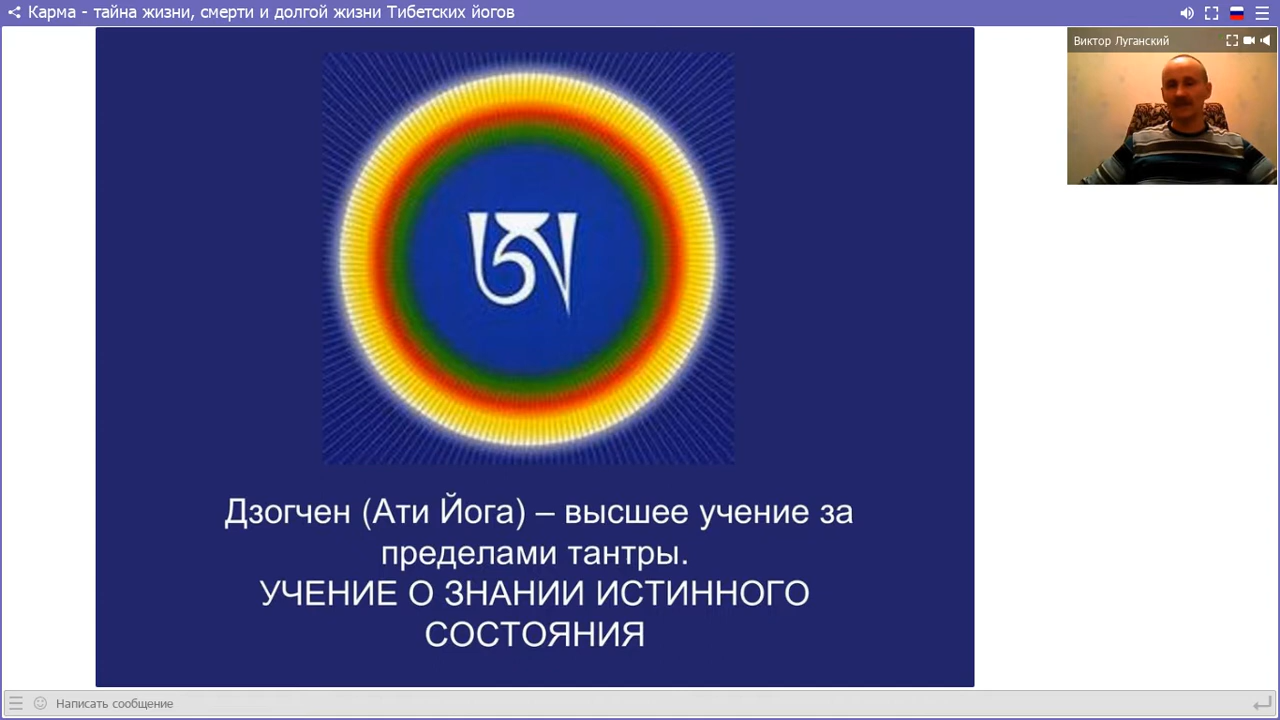 Карма - тайна жизни, смерти и долгой жизни Тибетских йогов
Виктор Луганский
ཨ
Дзогчен (Ати Йога) – высшее учение за
пределами тантры.
УЧЕНИЕ О ЗНАНИИ ИСТИННОГО
СОСТОЯНИЯ
Написать сообщение